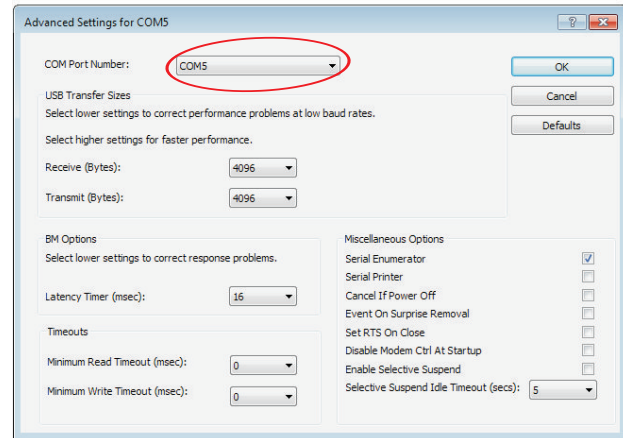 Advanced Settings for COM5
COM Port Number: COM5
OK
Cancel
Defaults
USB Transfer Sizes
Select lower settings to correct performance problems at low baud rates.
Select higher settings for faster performance.
Receive (Bytes): 4096
Transmit (Bytes): 4096
BM Options
Select lower settings to correct response problems.
Latency Timer (msec): 16
Timeouts
Minimum Read Timeout (msec): 0
Minimum Write Timeout (msec): 0
Miscellaneous Options
Serial Enumerator
Serial Printer
Cancel If Power Off
Event On Surprise Removal
Set RTS On Close
Disable Modem Ctrl At Startup
Enable Selective Suspend
Selective Suspend Idle Timeout (secs): 5